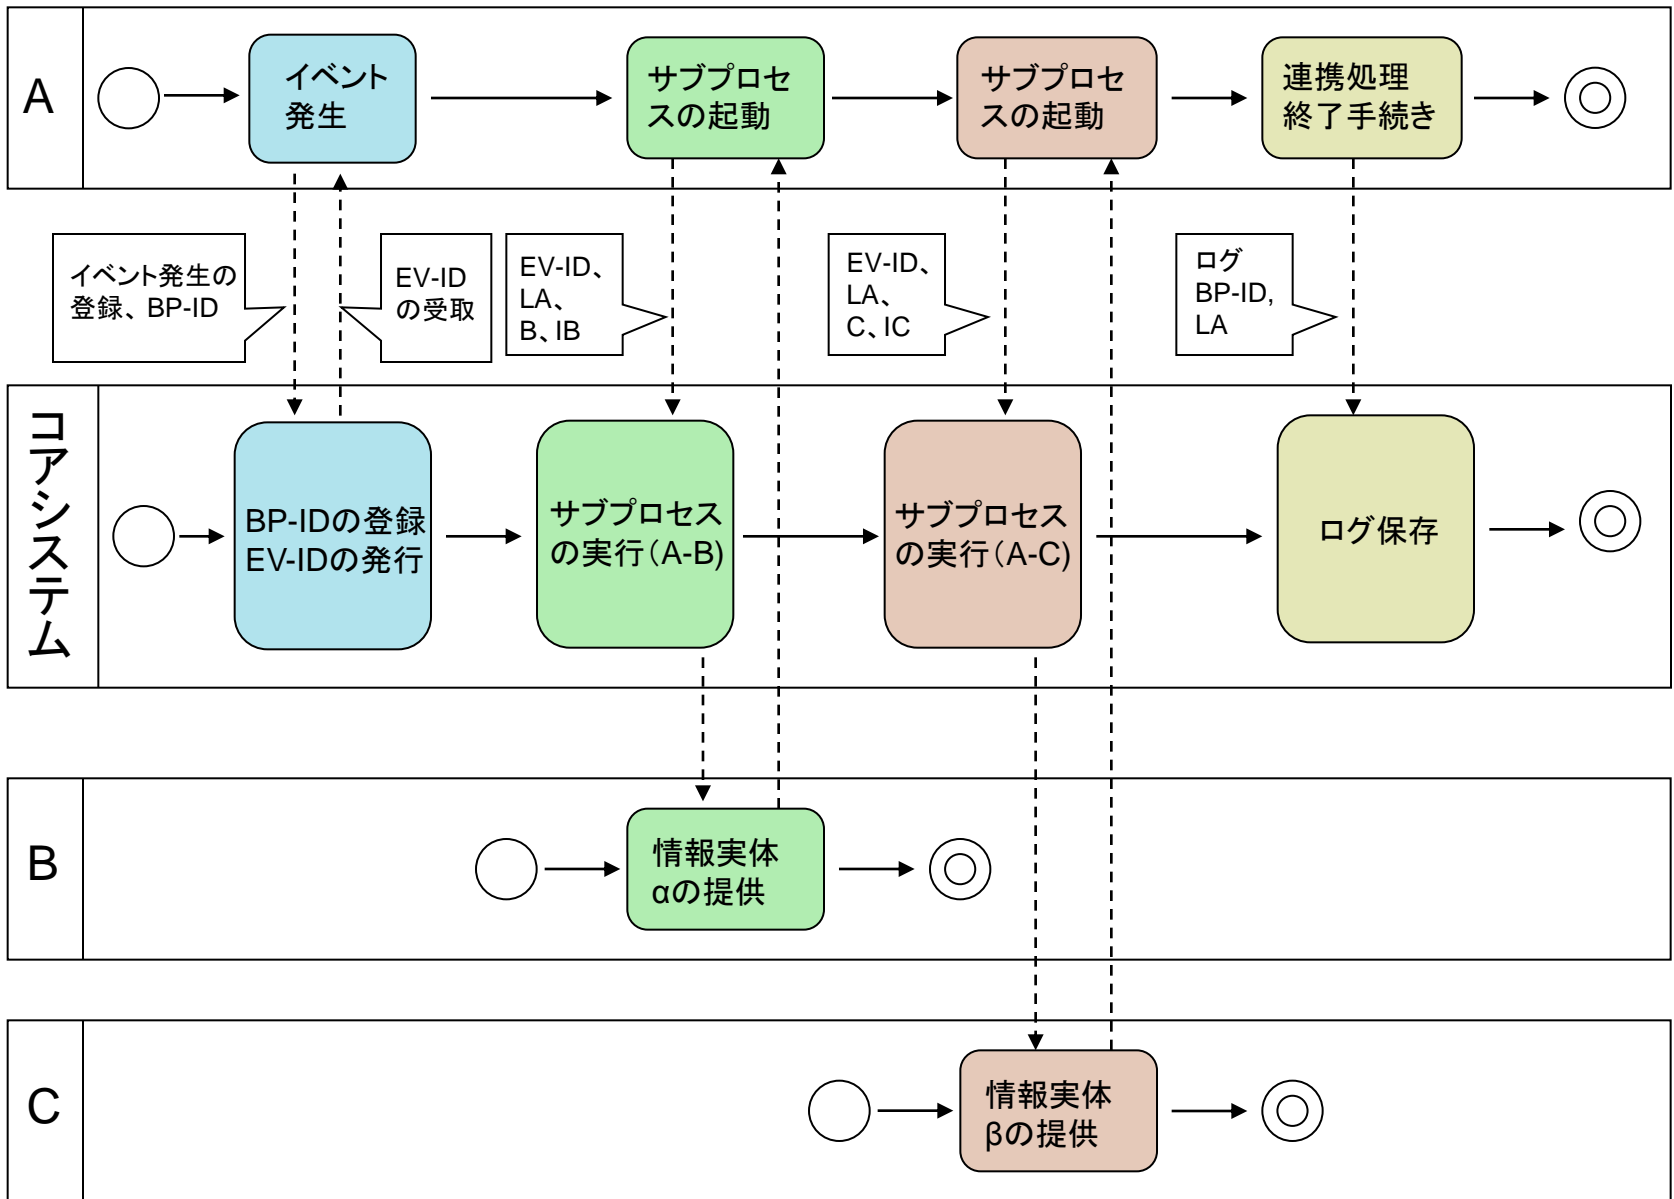 A
イベント
発生
サブプロセ
スの起動
サブプロセ
スの起動
連携処理
終了手続き
イベント発生の
登録、BP-ID
EV-ID
の受取
EV-ID、
LA、
B、IB
EV-ID、
LA、
C、IC
ログ
BP-ID,
LA
コアシステム
BP-IDの登録
EV-IDの発行
サブプロセス
の実行（A-B)
サブプロセス
の実行（A-C)
ログ保存
B
情報実体
αの提供
C
情報実体
βの提供